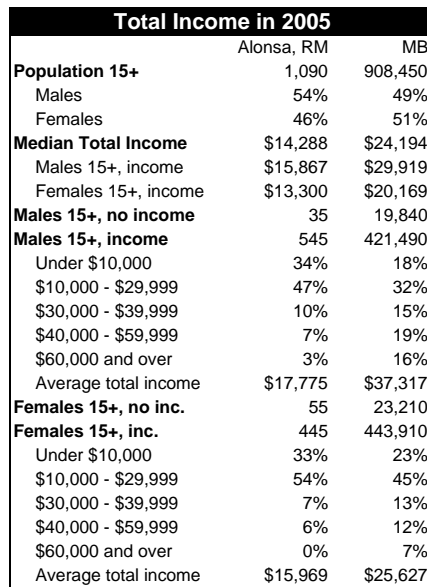 Total Income in 2005
Alonsa, RM MB
Population 15+ 1,090 908,450
Males 54% 49%
Females 46% 51%
Median Total Income $14,288 $24,194
Males 15+, income $15,867 $29,919
Females 15+, income $13,300 $20,169
Males 15+, no income 35 19,840
Males 15+, income 545 421,490
Under $10,000 34% 18%
$10,000 - $29,999 47% 32%
$30,000 - $39,999 10% 15%
$40,000 - $59,999 7% 19%
$60,000 and over 3% 16%
Average total income $17,775 $37,317
Females 15+, no inc. 55 23,210
Females 15+, inc. 445 443,910
Under $10,000 33% 23%
$10,000 - $29,999 54% 45%
$30,000 - $39,999 7% 13%
$40,000 - $59,999 6% 12%
$60,000 and over 0% 7%
Average total income $15,969 $25,627